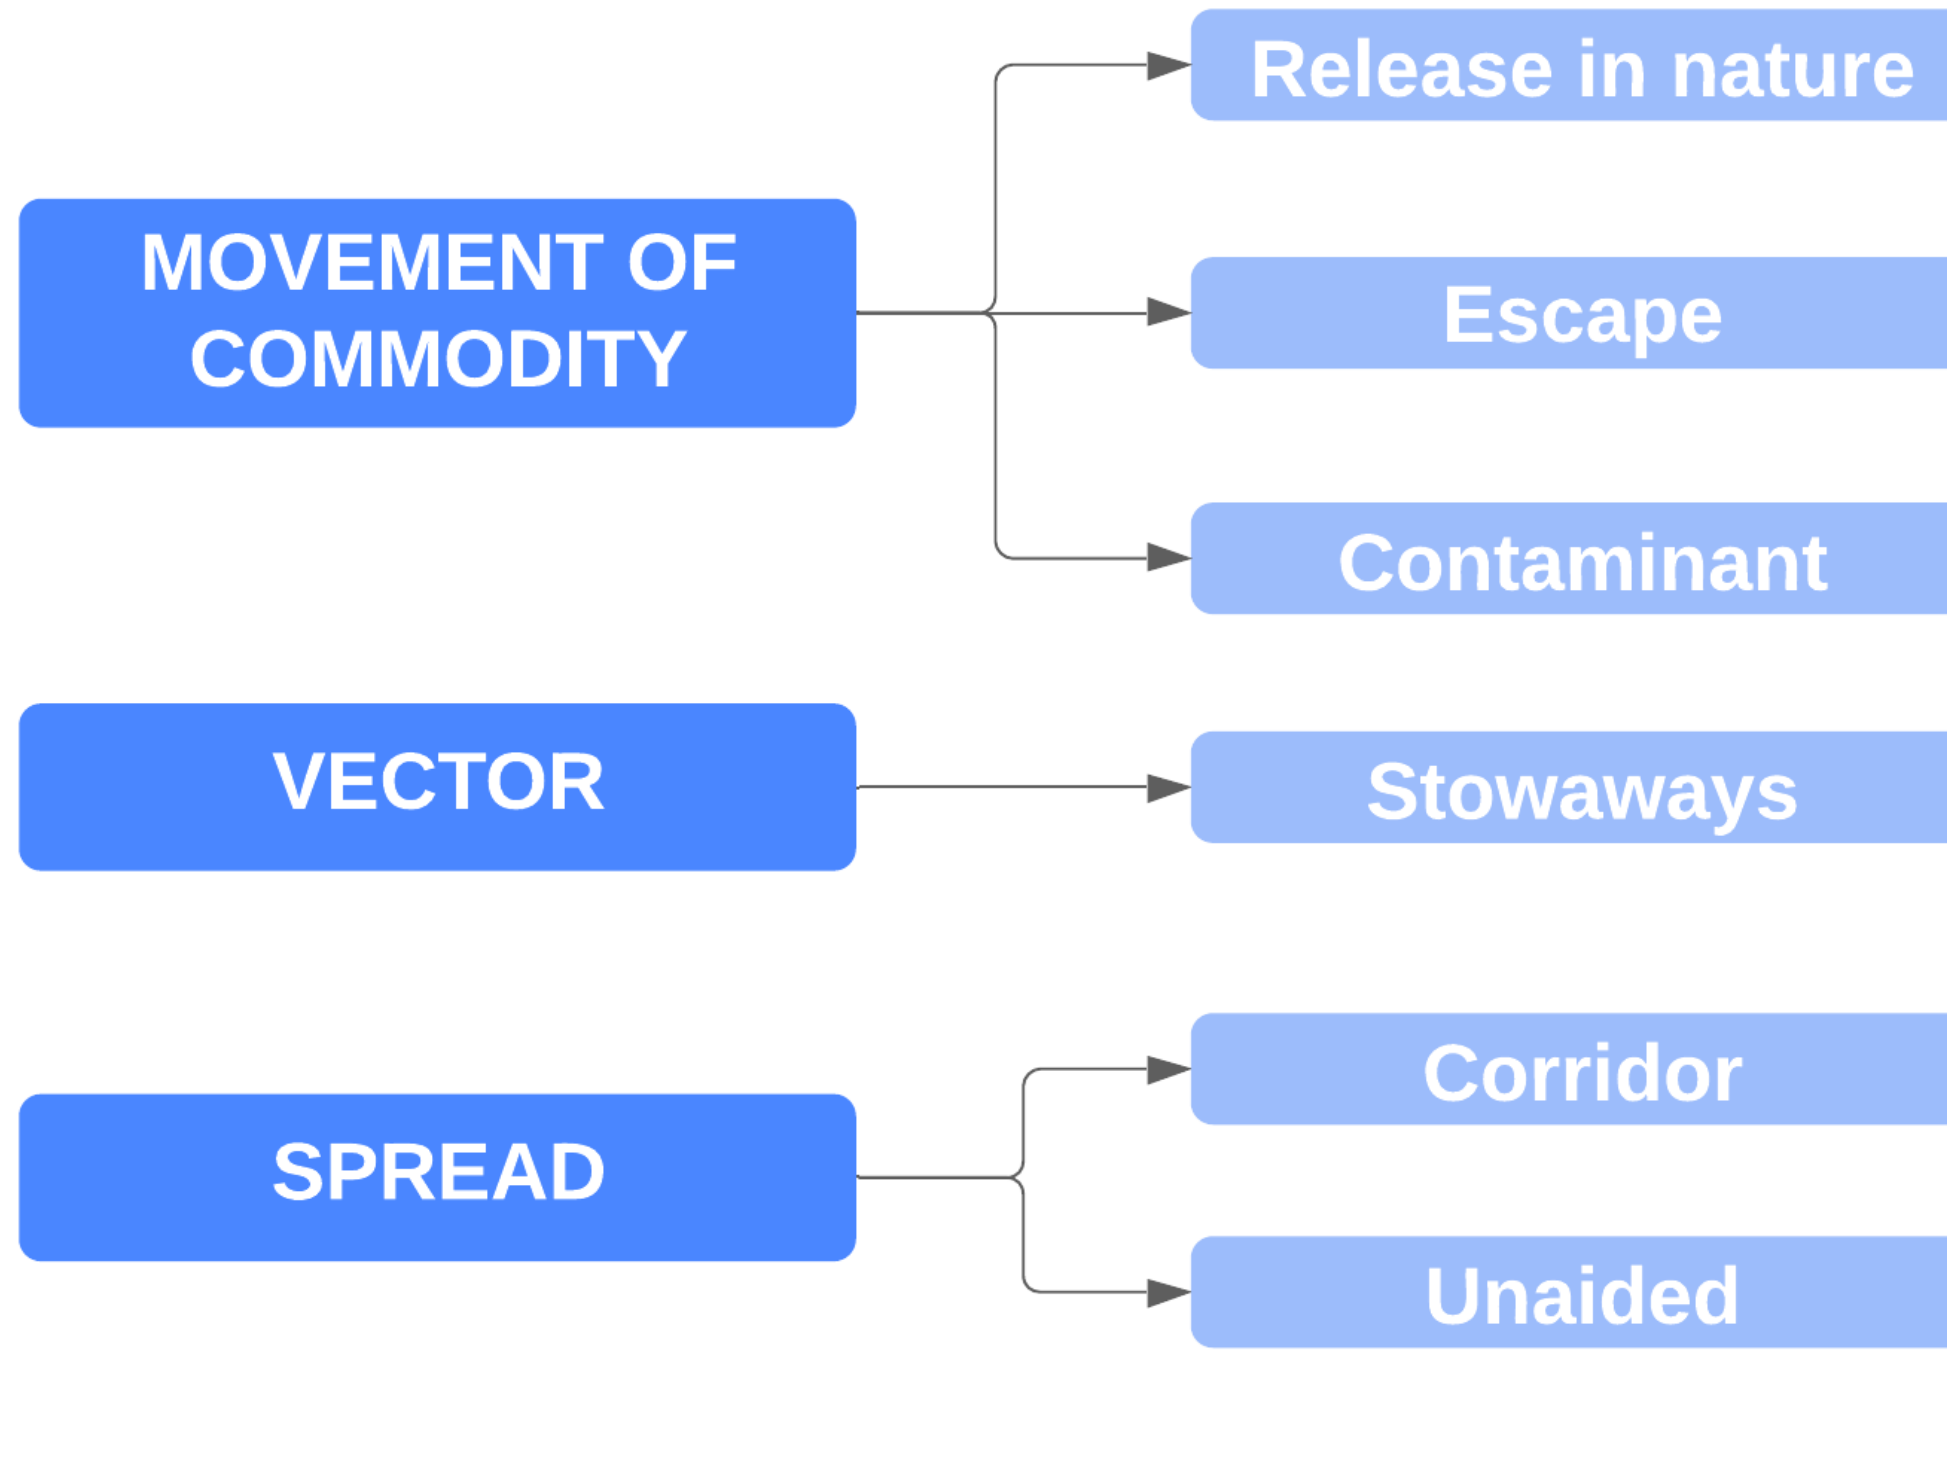 MOVEMENT OF
COMMODITY
Release in nature
Escape
Contaminant
VECTOR
Stowaways
SPREAD
Corridor
Unaided